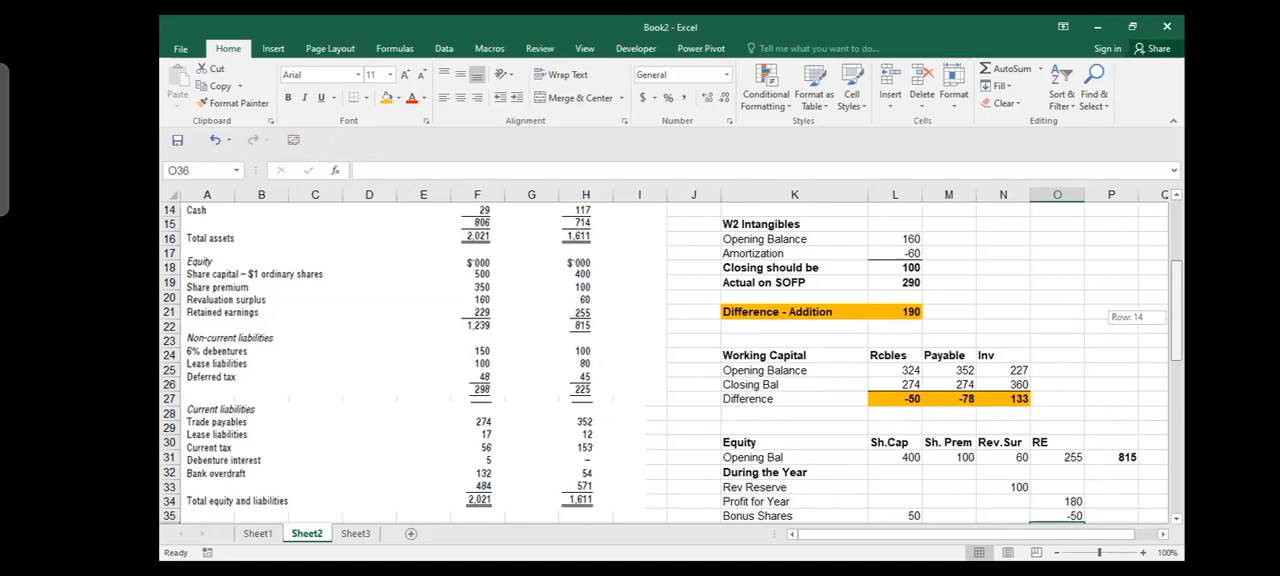 Book2 - Excel
File Home Insert Page Layout Formulas Data Macros Review View Developer Power Pivot Tell me what you want to do... Sign in Share
Paste Cut Copy Format Painter Clipboard
Arial 11 B I U Font
Wrap Text Merge & Center Alignment
General $ % , Number
Conditional Formatting Format as Table Cell Styles Styles
Insert Delete Format Cells
AutoSum Fill Clear Sort & Filter Find & Select Editing
O36 fx
A B C D E F G H I J K L M N O P
14 Cash 29 117
15 806 714 W2 Intangibles
16 Total assets 2,021 1,611 Opening Balance 160
17 Amortization -60
18 Equity $'000 $'000 Closing should be 100
19 Share capital – $1 ordinary shares 500 400 Actual on SOFP 290
20 Share premium 350 100
Revaluation surplus 160 60
21 Retained earnings 229 255 Difference - Addition 190
22 1,239 815
23 Non-current liabilities
24 6% debentures 150 100 Working Capital Rcbles Payable Inv
25 Lease liabilities 100 80 Opening Balance 324 352 227
26 Deferred tax 48 45 Closing Bal 274 274 360
27 298 225 Difference -50 -78 133
28 Current liabilities
29 Trade payables 274 352
30 Lease liabilities 17 12 Equity Sh.Cap Sh. Prem Rev.Sur RE
31 Current tax 56 153 Opening Bal 400 100 60 255 815
32 Debenture interest 5 – During the Year
33 Bank overdraft 132 54 Rev Reserve 100
484 571
34 Total equity and liabilities 2,021 1,611 Profit for Year 180
35 Bonus Shares 50 -50
Row: 14
Sheet1 Sheet2 Sheet3
Ready 100%